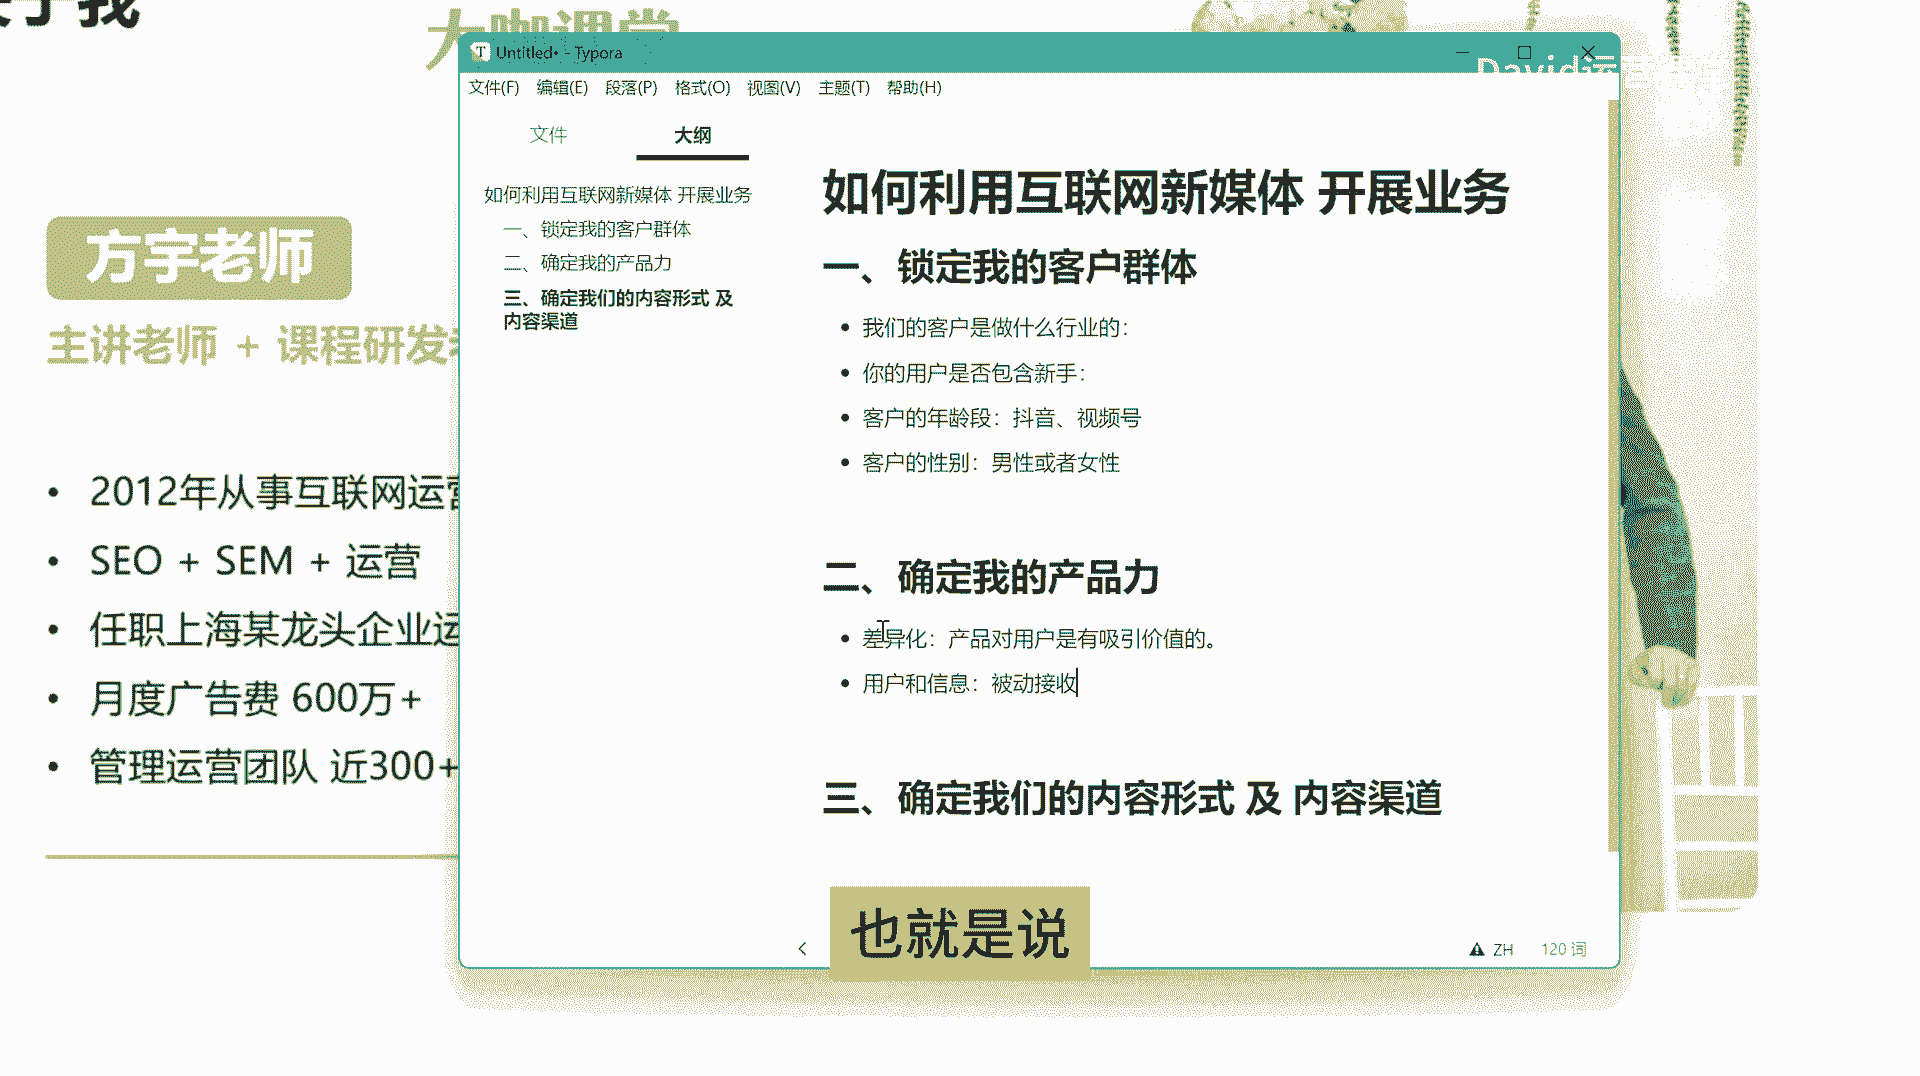 于我
大咖课堂
Untitled• - Typora
David运
文件(F) 编辑(E) 段落(P) 格式(O) 视图(V) 主题(T) 帮助(H)
文件 大纲
如何利用互联网新媒体 开展业务
一、锁定我的客户群体
二、确定我的产品力
三、确定我们的内容形式 及
内容渠道
如何利用互联网新媒体 开展业务
一、锁定我的客户群体
我们的客户是做什么行业的：
你的用户是否包含新手：
客户的年龄段：抖音、视频号
客户的性别：男性或者女性
二、确定我的产品力
差异化：产品对用户是有吸引价值的。
用户和信息：被动接收
三、确定我们的内容形式 及 内容渠道
ZH 120 词
方宇老师
主讲老师 + 课程研发
2012年从事互联网运营
SEO + SEM + 运营
任职上海某龙头企业运
月度广告费 600万+
管理运营团队 近300+
也就是说